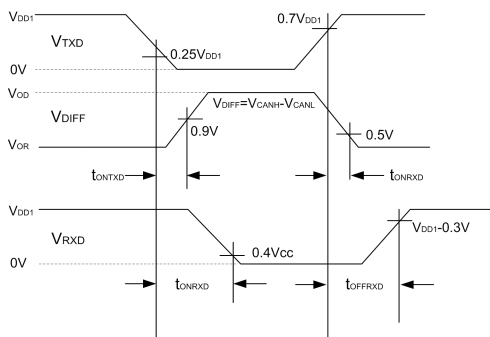 VDD1
0.7VDD1
VTXD
0.25VDD1
0V
VOD
VDIFF=VCANH-VCANL
VDIFF
0.9V
0.5V
VOR
tONTXD
tONRXD
VDD1
VDD1-0.3V
VRXD
0.4Vcc
0V
tONRXD
tOFFRXD